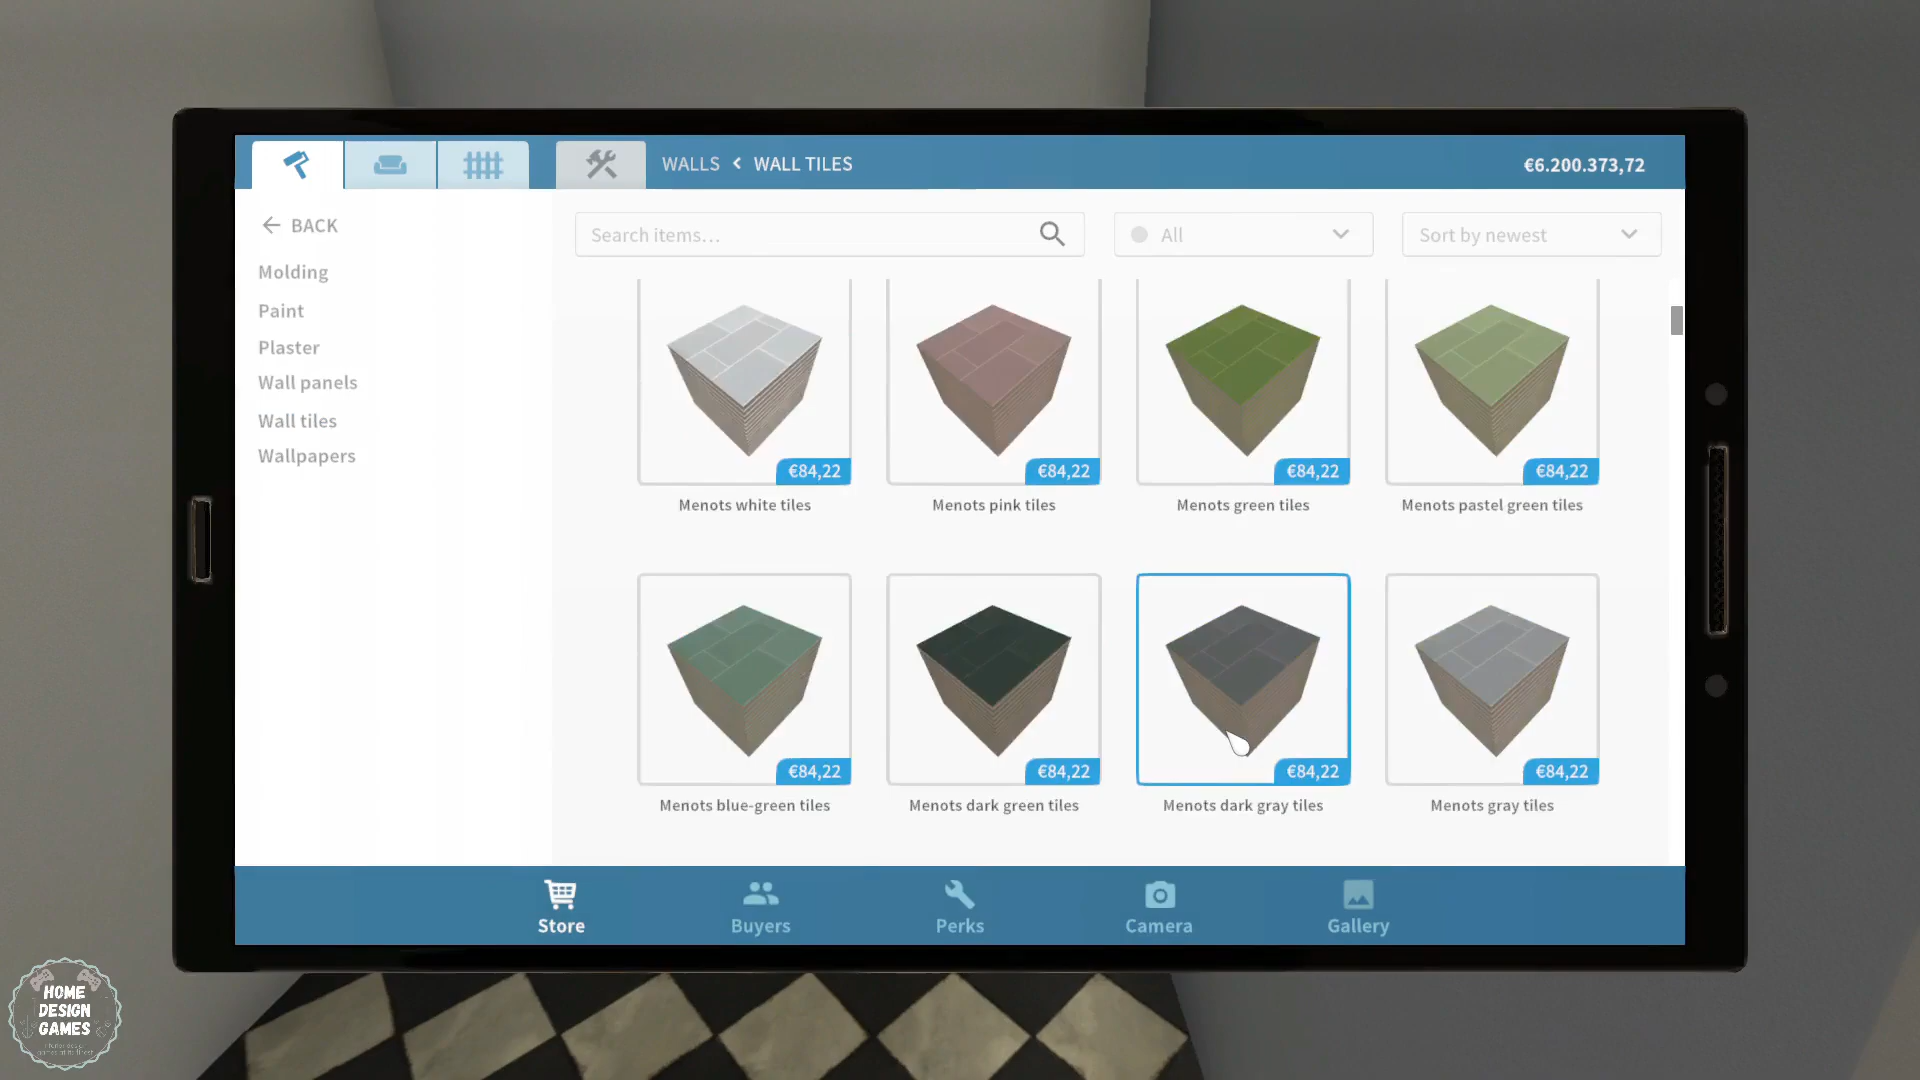 WALLS < WALL TILES
€6.200.373,72
BACK
Molding
Paint
Plaster
Wall panels
Wall tiles
Wallpapers
Search items...
All
Sort by newest
€84,22
€84,22
€84,22
€84,22
Menots white tiles
Menots pink tiles
Menots green tiles
Menots pastel green tiles
€84,22
€84,22
€84,22
€84,22
Menots blue-green tiles
Menots dark green tiles
Menots dark gray tiles
Menots gray tiles
Store
Buyers
Perks
Camera
Gallery
HOME
DESIGN
GAMES